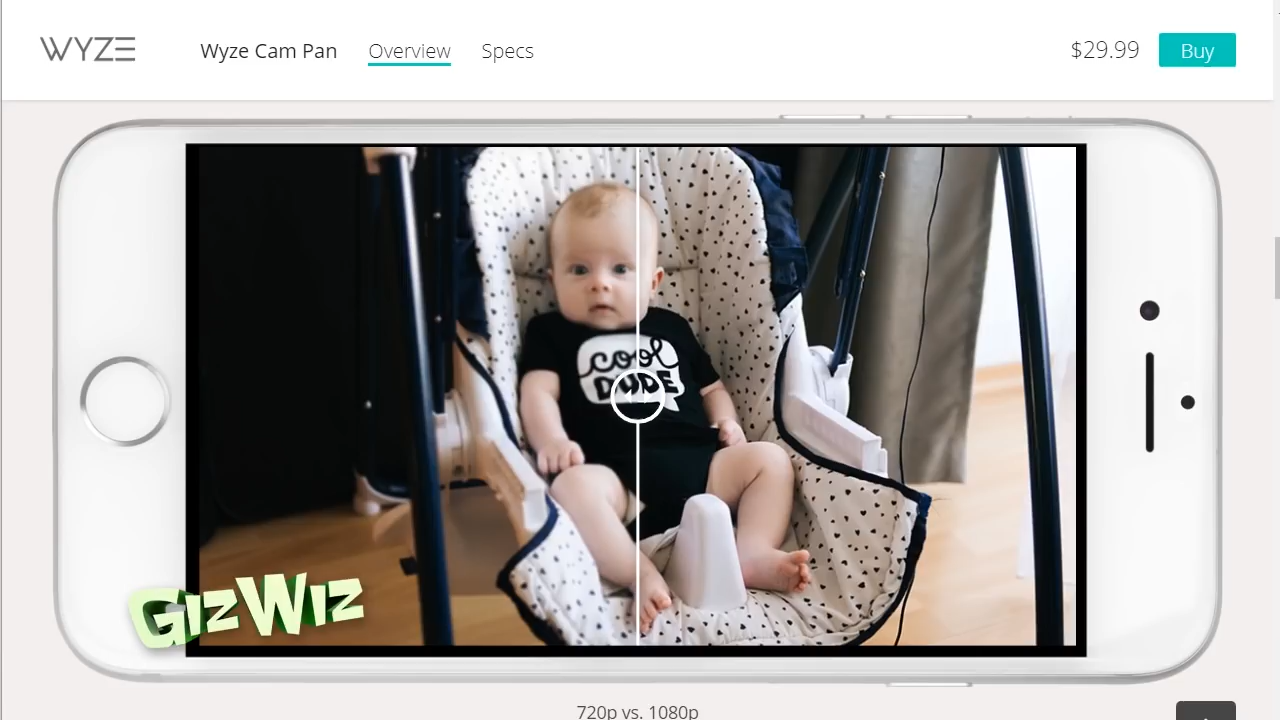 WYZE
Wyze Cam Pan Overview Specs $29.99 Buy
cool
DUDE
GizWiz
720p vs. 1080p